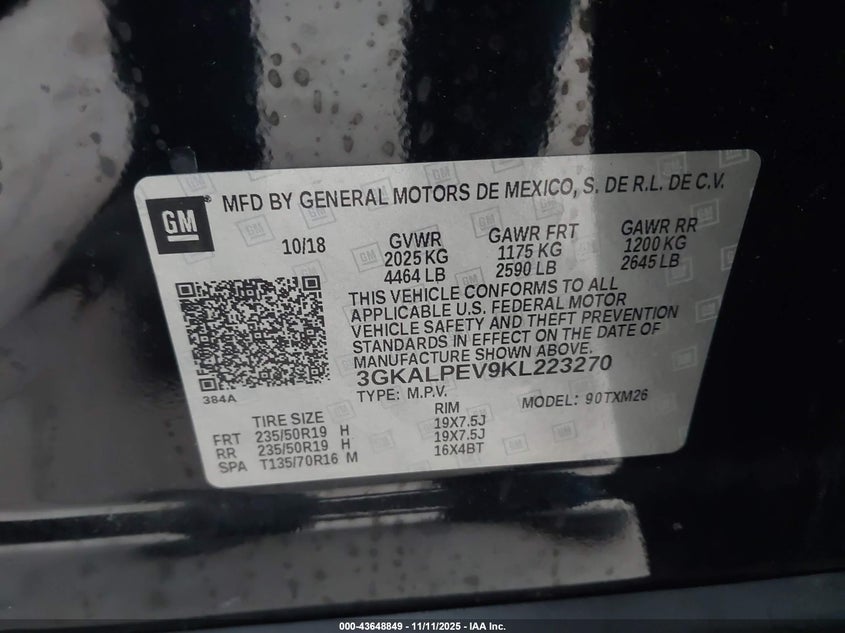 GM ® MFD BY GENERAL MOTORS DE MEXICO, S. DE R.L. DE C.V.
10/18 GVWR GAWR FRT GAWR RR
2025 KG 1175 KG 1200 KG
4464 LB 2590 LB 2645 LB
THIS VEHICLE CONFORMS TO ALL
APPLICABLE U.S. FEDERAL MOTOR
VEHICLE SAFETY AND THEFT PREVENTION
STANDARDS IN EFFECT ON THE DATE OF
MANUFACTURE SHOWN ABOVE.
384A
3GKALPEV9KL223270
TYPE: M.P.V. MODEL: 90TXM26
TIRE SIZE RIM
FRT 235/50R19 H 19X7.5J
RR 235/50R19 H 19X7.5J
SPA T135/70R16 M 16X4BT
000-43648849 - 11/11/2025 - IAA Inc.